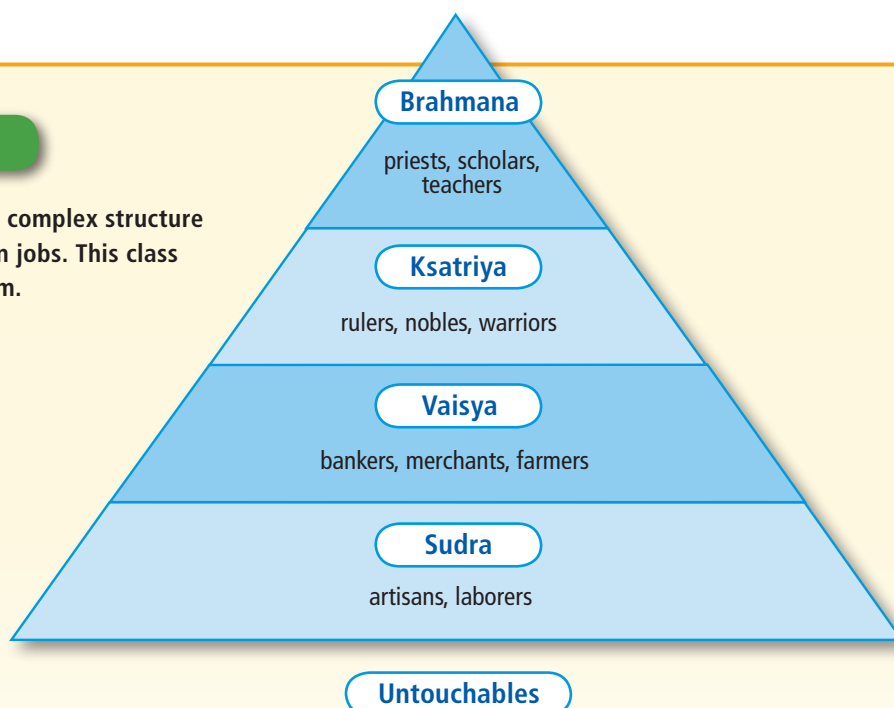 complex structure
jobs. This class
Brahmana
priests, scholars,
teachers
Ksatriya
rulers, nobles, warriors
Vaisya
bankers, merchants, farmers
Sudra
artisans, laborers
Untouchables